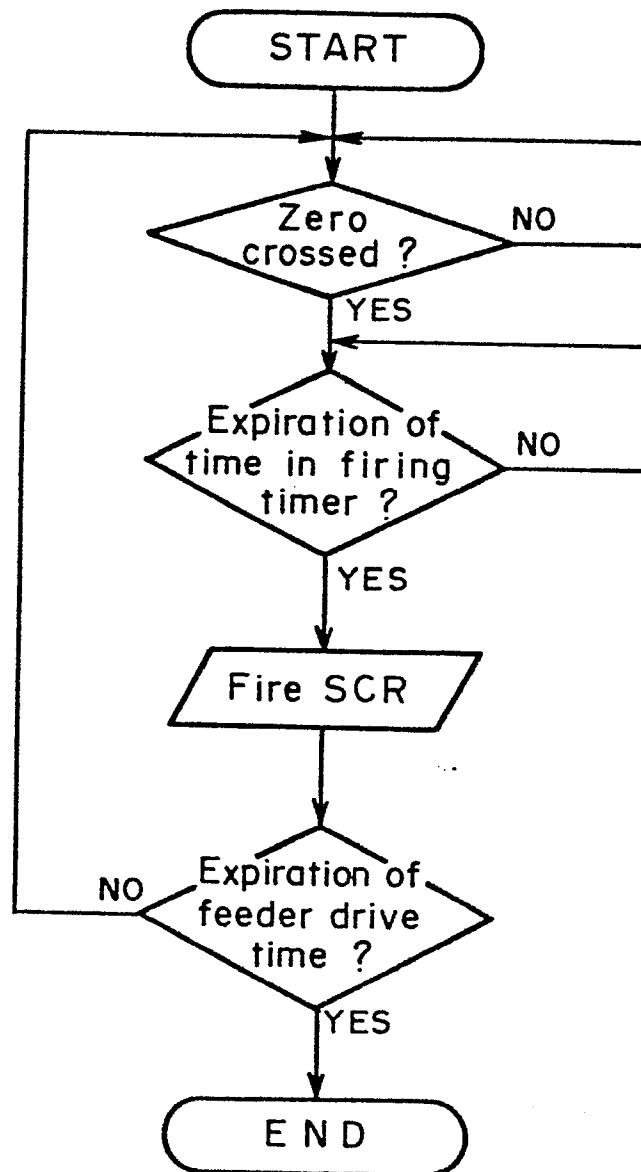 START
Zero
crossed ?
NO
YES
Expiration of
time in firing
timer ?
NO
YES
Fire SCR
Expiration of
feeder drive
time ?
NO
YES
END